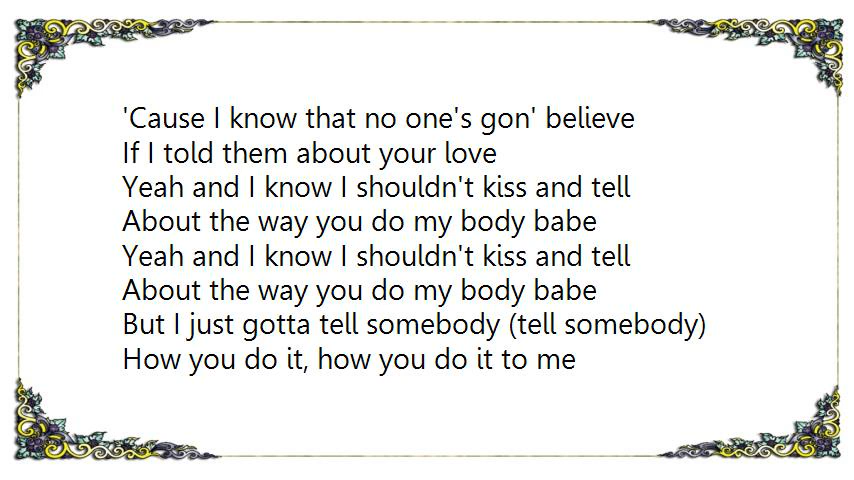 'Cause I know that no one's gon' believe
If I told them about your love
Yeah and I know I shouldn't kiss and tell
About the way you do my body babe
Yeah and I know I shouldn't kiss and tell
About the way you do my body babe
But I just gotta tell somebody (tell somebody)
How you do it, how you do it to me